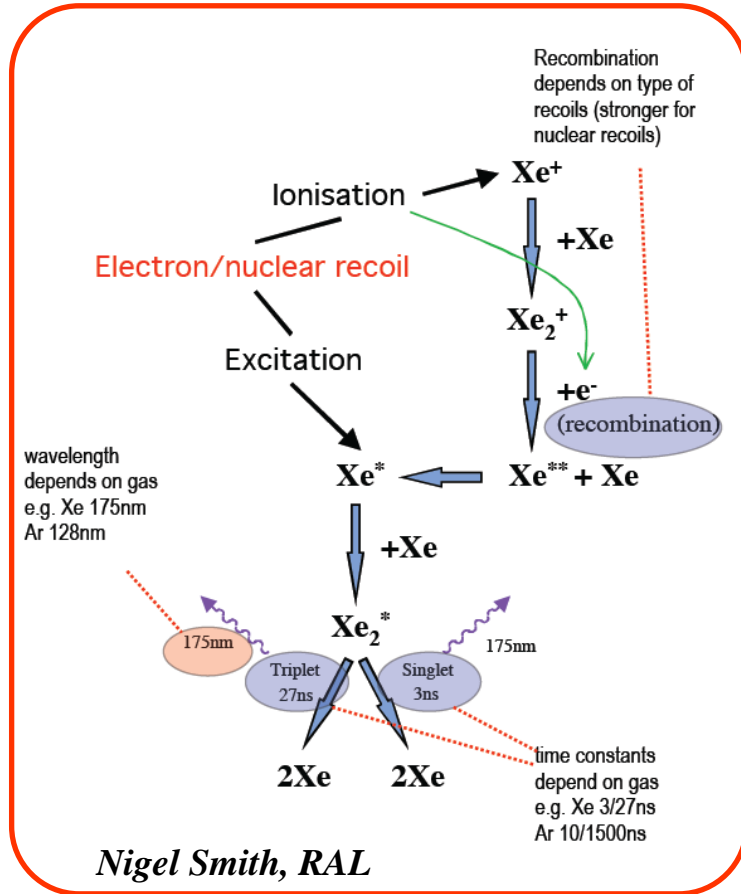 Recombination
depends on type of
recoils (stronger for
nuclear recoils)
Xe⁺
Ionisation
+Xe
Electron/nuclear recoil
Xe₂⁺
Excitation
+e⁻
(recombination)
wavelength
depends on gas
e.g. Xe 175nm
Ar 128nm
Xe*
Xe** + Xe
+Xe
Xe₂*
175nm
Triplet
27ns
Singlet
3ns
175nm
2Xe
2Xe
time constants
depend on gas
e.g. Xe 3/27ns
Ar 10/1500ns
Nigel Smith, RAL